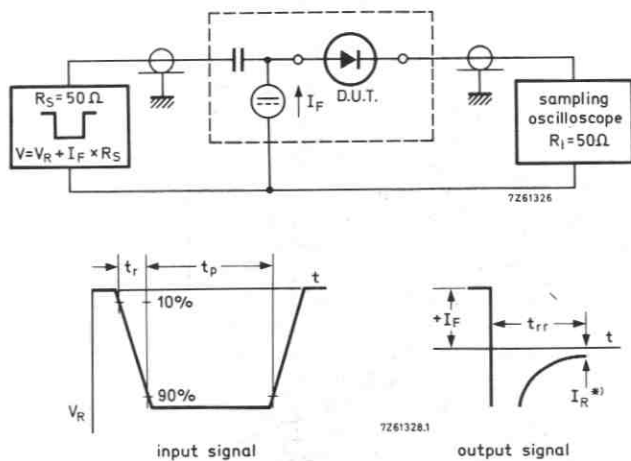 R_S = 50 Ω
V=V_R + I_F × R_S
I_F
D.U.T.
sampling
oscilloscope
R_I = 50Ω
7Z61326
t_r
t_p
t
10%
90%
V_R
input signal
+I_F
t_rr
t
I_R *)
7Z61328.1
output signal